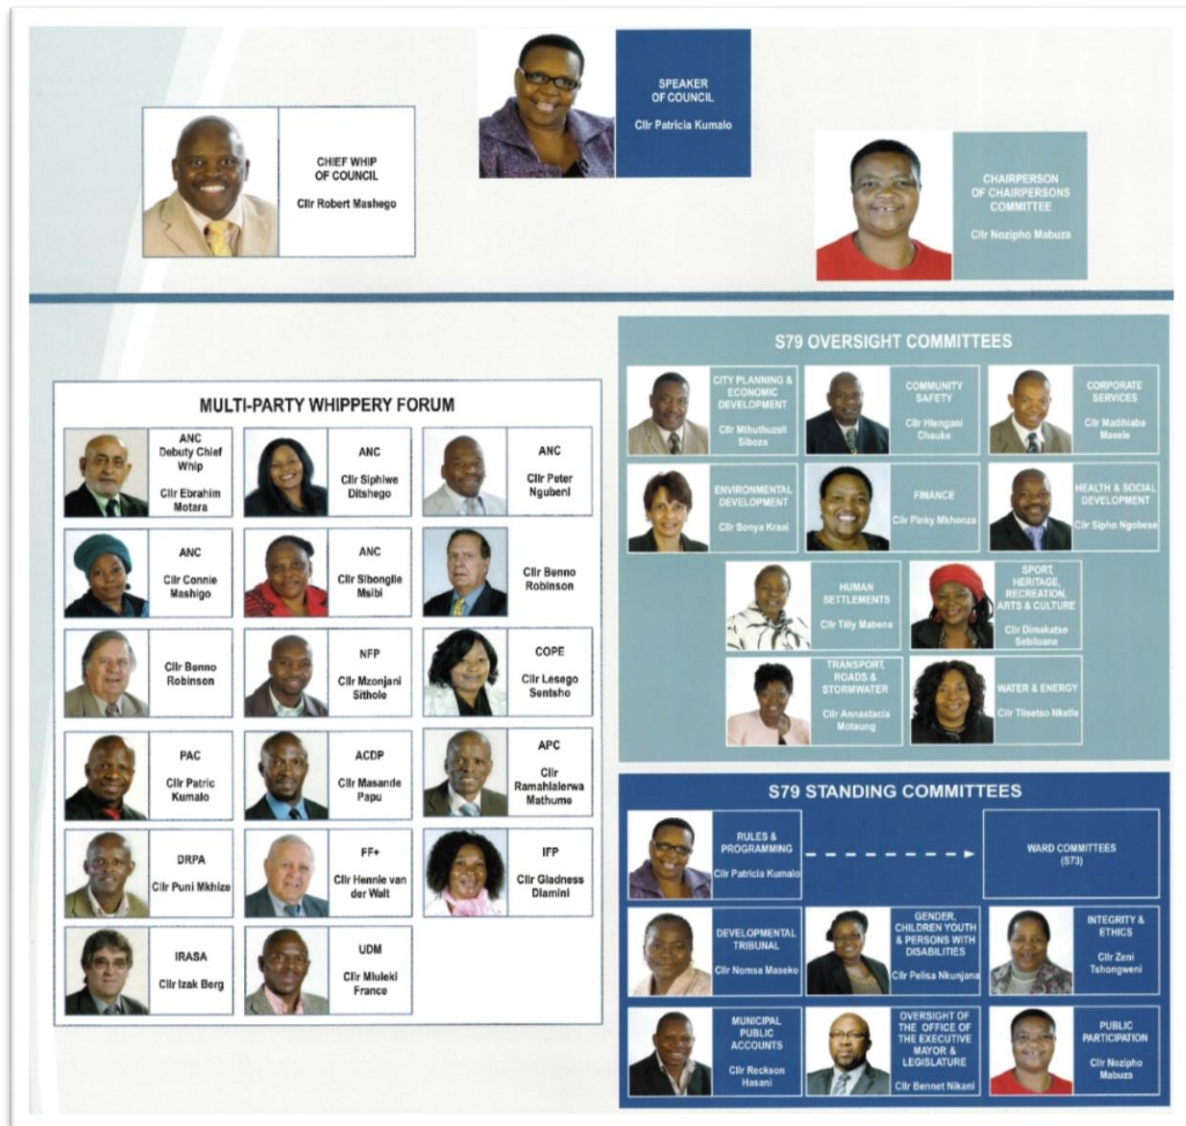 SPEAKER
OF COUNCIL
Cllr Patricia Kumalo
CHIEF WHIP
OF COUNCIL
Cllr Robert Mashego
CHAIRPERSON
OF CHAIRPERSONS
COMMITTEE
Cllr Nozipho Mabuza
MULTI-PARTY WHIPPERY FORUM
ANC
Debuty Chief
Whip
Cllr Ebrahim
Motara
ANC
Cllr Siphiwe
Ditshego
ANC
Cllr Peter
Ngubeni
ANC
Cllr Connie
Mashigo
ANC
Cllr Sibongile
Msibi
Cllr Benno
Robinson
Cllr Benno
Robinson
NFP
Cllr Mzonjani
Sithole
COPE
Cllr Lesego
Sentsho
PAC
Cllr Patric
Kumalo
ACDP
Cllr Masande
Papu
APC
Cllr
Ramahlalerwa
Mathume
DRPA
Cllr Puni Mkhize
FF+
Cllr Hennie van
der Walt
IFP
Cllr Gladness
Dlamini
IRASA
Cllr Izak Berg
UDM
Cllr Mluleki
France
S79 OVERSIGHT COMMITTEES
CITY PLANNING &
ECONOMIC
DEVELOPMENT
Cllr Mthuthuzeli
Siboza
COMMUNITY
SAFETY
Cllr Hlengani
Chauke
CORPORATE
SERVICES
Cllr Madihlaba
Masele
ENVIRONMENTAL
DEVELOPMENT
Cllr Sonya Kraai
FINANCE
Cllr Pinky Mkhonza
HEALTH & SOCIAL
DEVELOPMENT
Cllr Sipho Ngobese
HUMAN
SETTLEMENTS
Cllr Tilly Mabena
SPORT,
HERITAGE,
RECREATION,
ARTS & CULTURE
Cllr Dimakatso
Sebiloane
TRANSPORT,
ROADS &
STORMWATER
Cllr Annastacia
Motaung
WATER & ENERGY
Cllr Tlisetso Nketle
S79 STANDING COMMITTEES
RULES &
PROGRAMMING
Cllr Patricia Kumalo
WARD COMMITTEES
(S73)
DEVELOPMENTAL
TRIBUNAL
Cllr Nomsa Maseko
GENDER,
CHILDREN YOUTH
& PERSONS WITH
DISABILITIES
Cllr Pelisa Nkunjana
INTEGRITY &
ETHICS
Cllr Zeni
Tshongweni
MUNICIPAL
PUBLIC
ACCOUNTS
Cllr Reckson
Hasani
OVERSIGHT OF
THE OFFICE OF
THE EXECUTIVE
MAYOR &
LEGISLATURE
Cllr Bennet Nikani
PUBLIC
PARTICIPATION
Cllr Nozipho
Mabuza